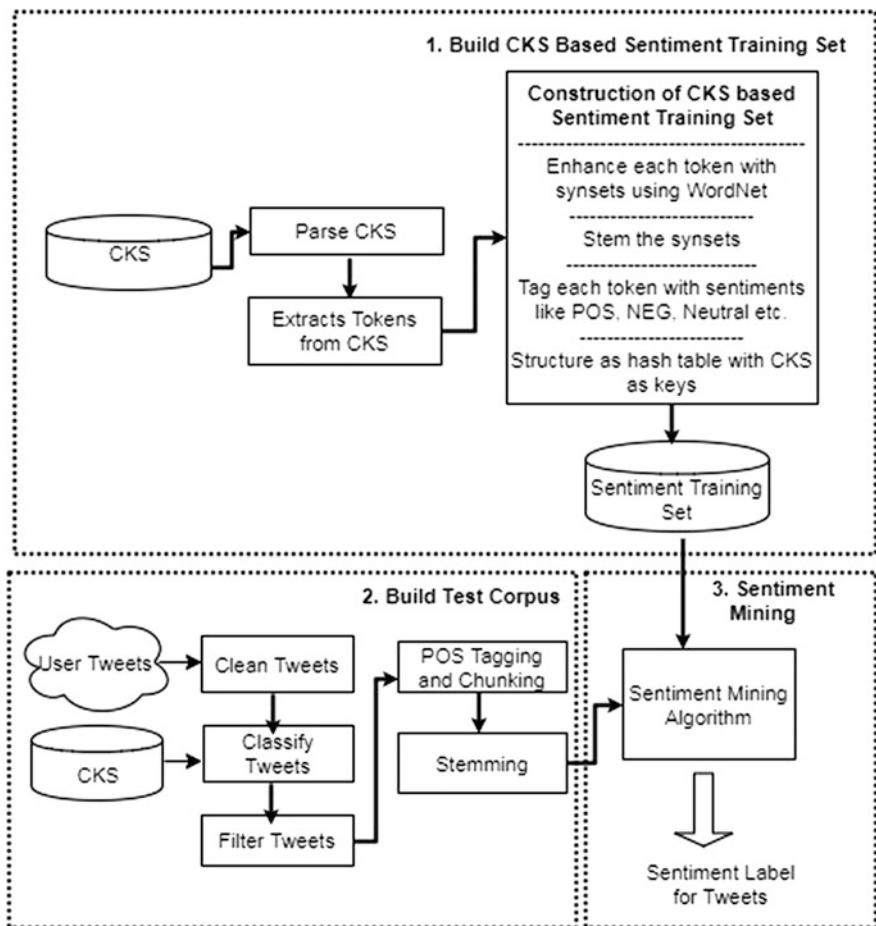 1. Build CKS Based Sentiment Training Set
Construction of CKS based
Sentiment Training Set
Enhance each token with
synsets using WordNet
Stem the synsets
Tag each token with sentiments
like POS, NEG, Neutral etc.
Structure as hash table with CKS
as keys
CKS
Parse CKS
Extracts Tokens
from CKS
Sentiment Training
Set
2. Build Test Corpus
User Tweets
Clean Tweets
CKS
Classify
Tweets
Filter Tweets
POS Tagging
and Chunking
Stemming
3. Sentiment
Mining
Sentiment Mining
Algorithm
Sentiment Label
for Tweets